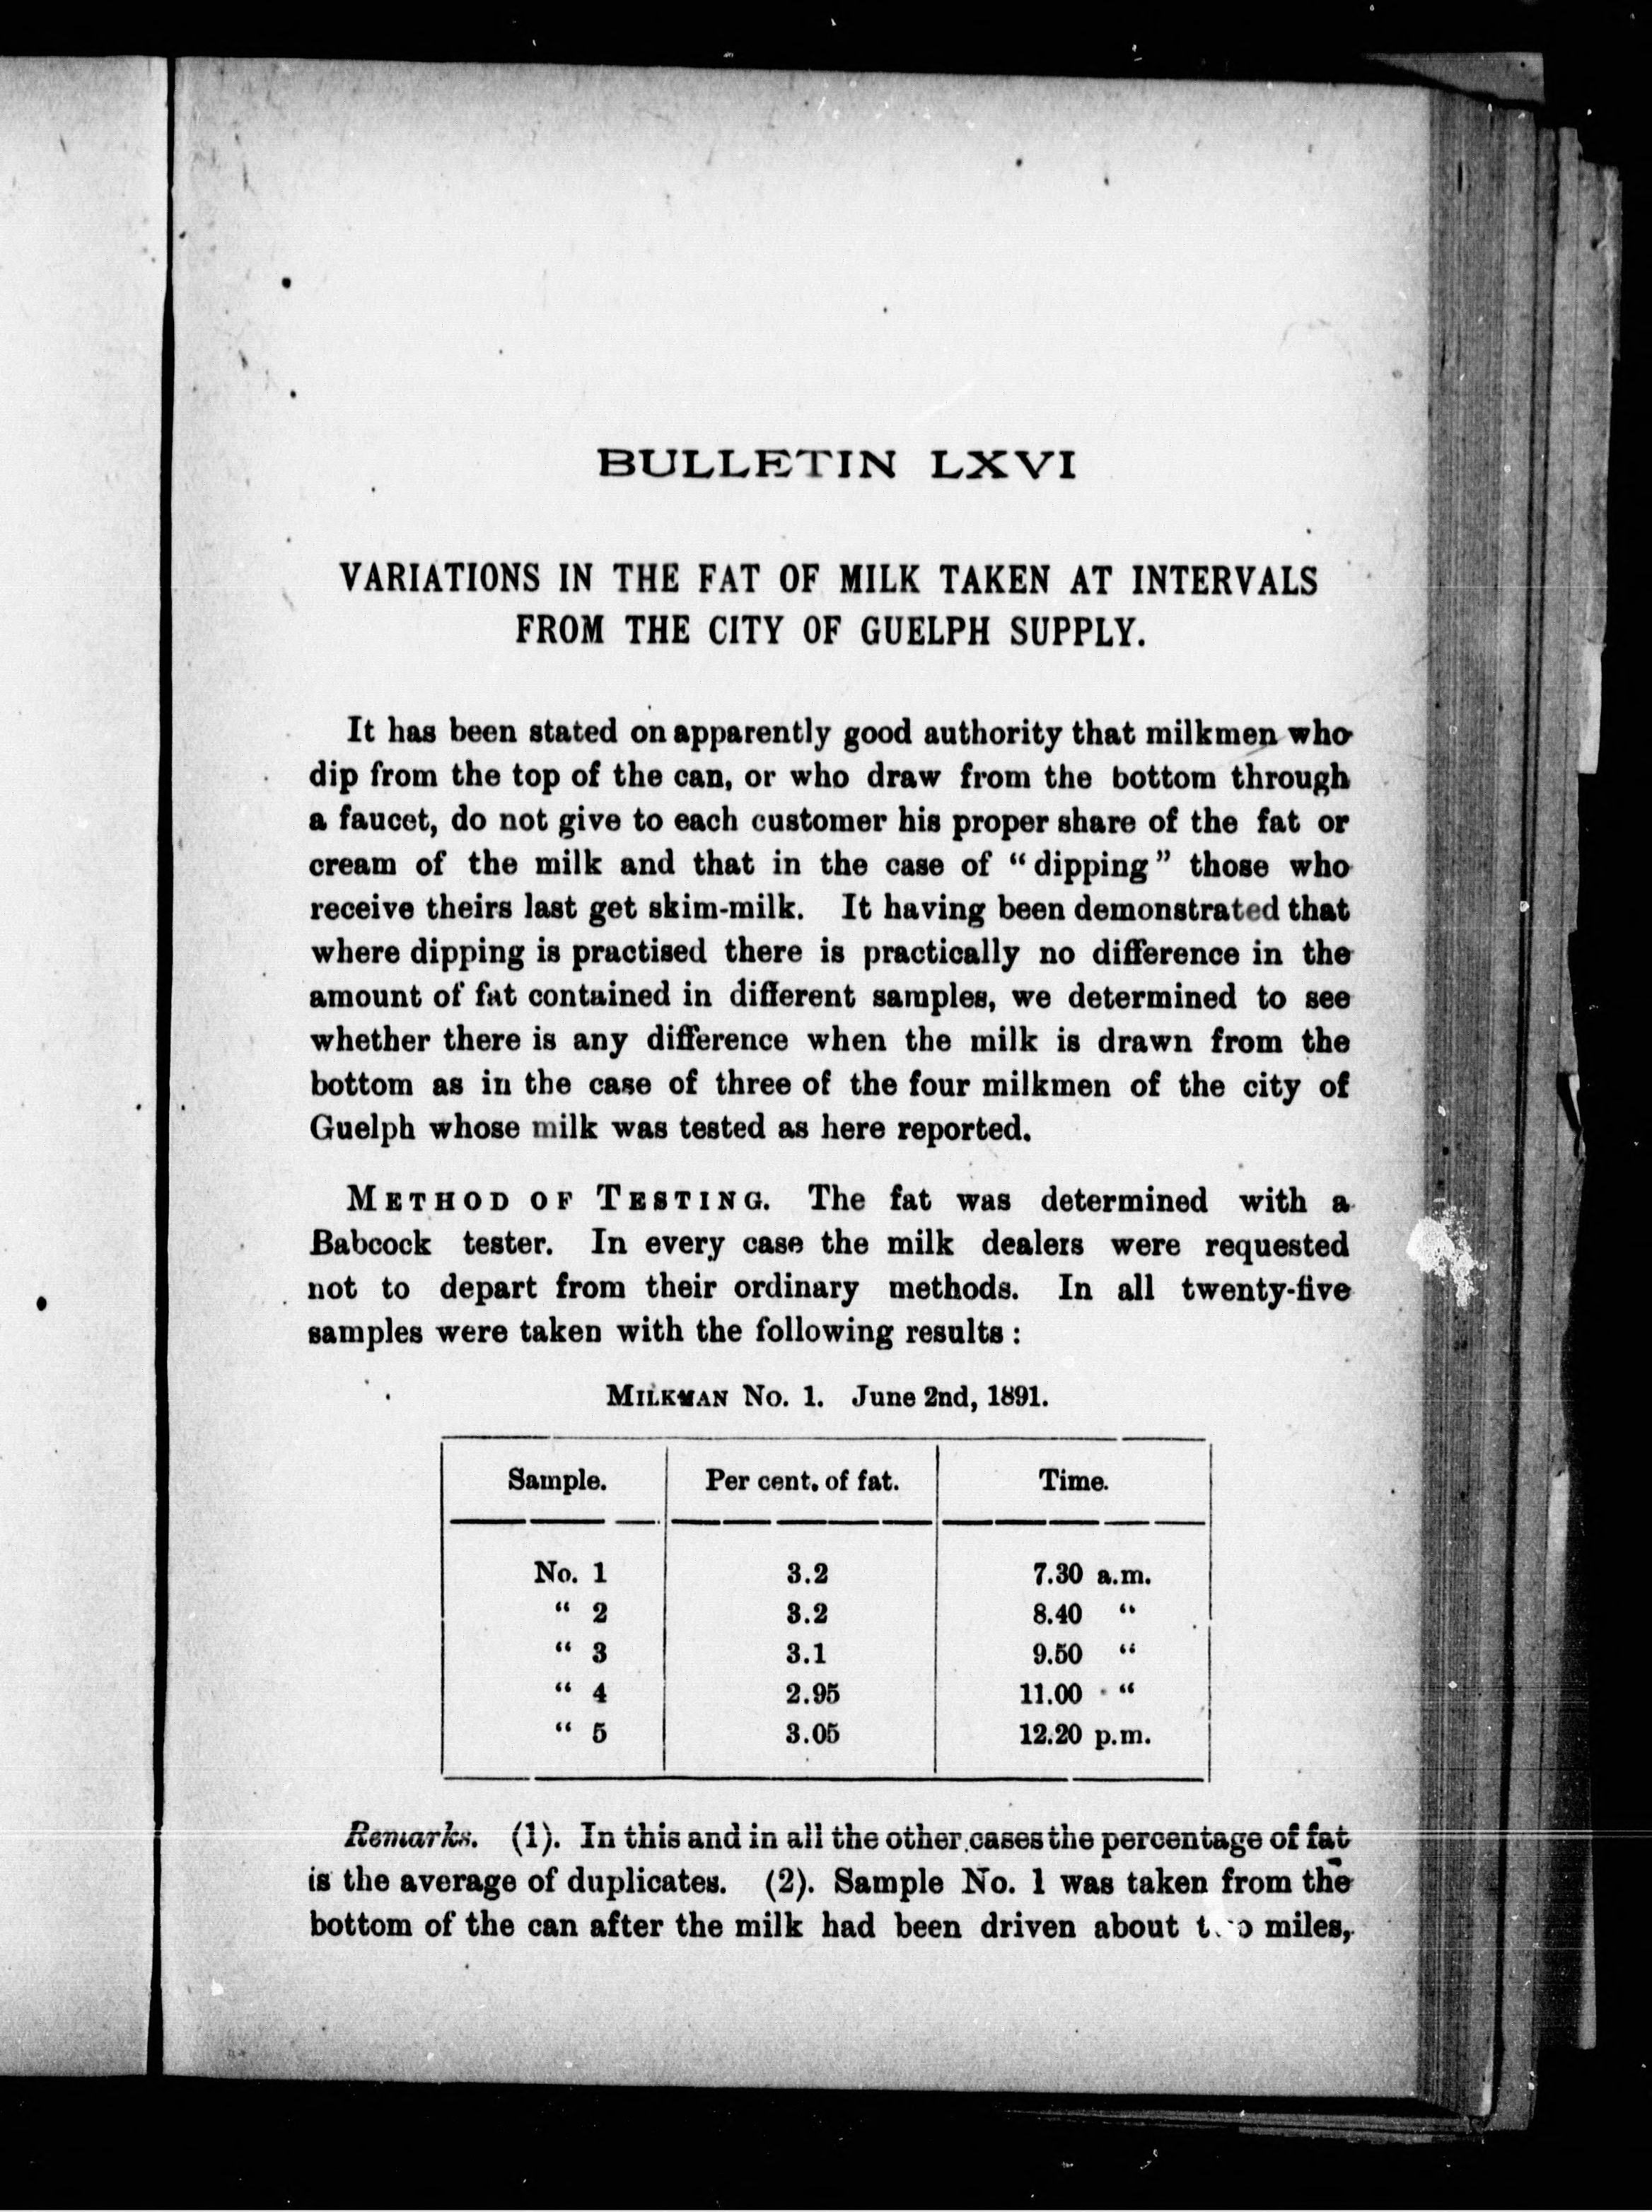 BULLETIN LXVI
VARIATIONS IN THE FAT OF MILK TAKEN AT INTERVALS
FROM THE CITY OF GUELPH SUPPLY.
It has been stated on apparently good authority that milkmen who
dip from the top of the can, or who draw from the bottom through
a faucet, do not give to each customer his proper share of the fat or
cream of the milk and that in the case of "dipping" those who
receive theirs last get skim-milk. It having been demonstrated that
where dipping is practised there is practically no difference in the
amount of fat contained in different samples, we determined to see
whether there is any difference when the milk is drawn from the
bottom as in the case of three of the four milkmen of the city of
Guelph whose milk was tested as here reported.
METHOD OF TESTING. The fat was determined with a
Babcock tester. In every case the milk dealers were requested
not to depart from their ordinary methods. In all twenty-five
samples were taken with the following results :
MILKMAN No. 1. June 2nd, 1891.
Sample. Per cent. of fat. Time.
No. 1 3.2 7.30 a.m.
" 2 3.2 8.40 "
" 3 3.1 9.50 "
" 4 2.95 11.00 "
" 5 3.05 12.20 p.m.
Remarks. (1). In this and in all the other cases the percentage of fat
is the average of duplicates. (2). Sample No. 1 was taken from the
bottom of the can after the milk had been driven about two miles,